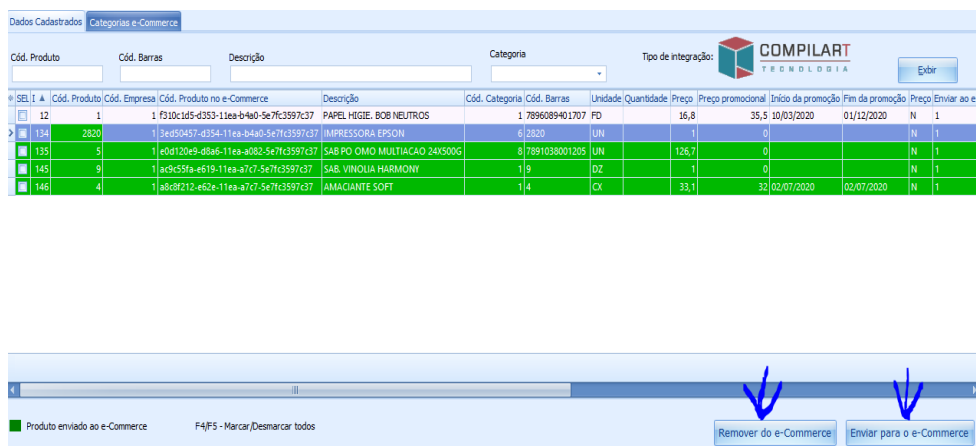 Dados Cadastrados Categorias e-Commerce
Cód. Produto Cód. Barras Descrição Categoria Tipo de integração: COMPILART
TECNOLOGIA
Exbir
SEL I Cód. Produto Cód. Empresa Cód. Produto no e-Commerce Descrição Cód. Categoria Cód. Barras Unidade Quantidade Preço Preço promocional Início da promoção Fim da promoção Preço Enviar ao e
12 1 1 f310c1d5-d353-11ea-b4a0-5e7fc3597c37 PAPEL HIGIE. BOB NEUTROS 1 7896089401707 FD 16,8 35,5 10/03/2020 01/12/2020 N 1
134 2820 1 3ed50457-d354-11ea-b4a0-5e7fc3597c37 IMPRESSORA EPSON 6 2820 UN 1 0 N 1
135 5 1 e0d120e9-d8a6-11ea-a082-5e7fc3597c37 SAB PO OMO MULTIACAO 24X500G 8 7891038001205 UN 126,7 0 N 1
145 9 1 ac9c55fa-e619-11ea-a7c7-5e7fc3597c37 SAB. VINOLIA HARMONY 1 9 DZ 1 0 N 1
146 4 1 a8c8f212-e62e-11ea-a7c7-5e7fc3597c37 AMACIANTE SOFT 1 4 CX 33,1 32 02/07/2020 02/07/2020 N 1
Produto enviado ao e-Commerce F4/F5 - Marcar/Desmarcar todos Remover do e-Commerce Enviar para o e-Commerce